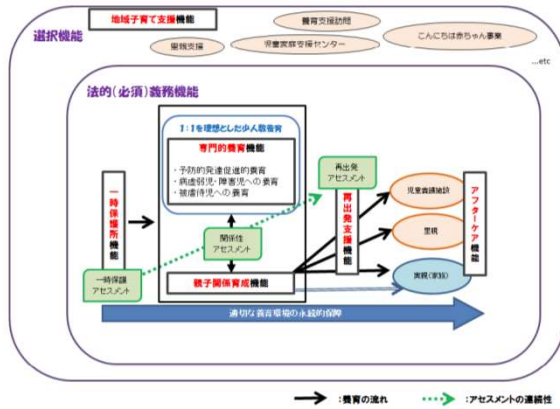 地域子育て支援機能
養育支援訪問
選択機能
里親支援
児童家庭支援センター
こんにちは赤ちゃん事業
...etc
法的(必須)義務機能
1:1を理想とした少人数養育
専門的養育機能
・予防的発達促進的養育
・病虚弱児・障害児への養育
・被虐待児への養育
再出発
アセスメント
一時保護所機能
再出発支援機能
アフターケア機能
児童養護施設
里親
関係性
アセスメント
一時保護
アセスメント
親子関係育成機能
実親(家族)
適切な養育環境の永続的保障
:養育の流れ
:アセスメントの連続性